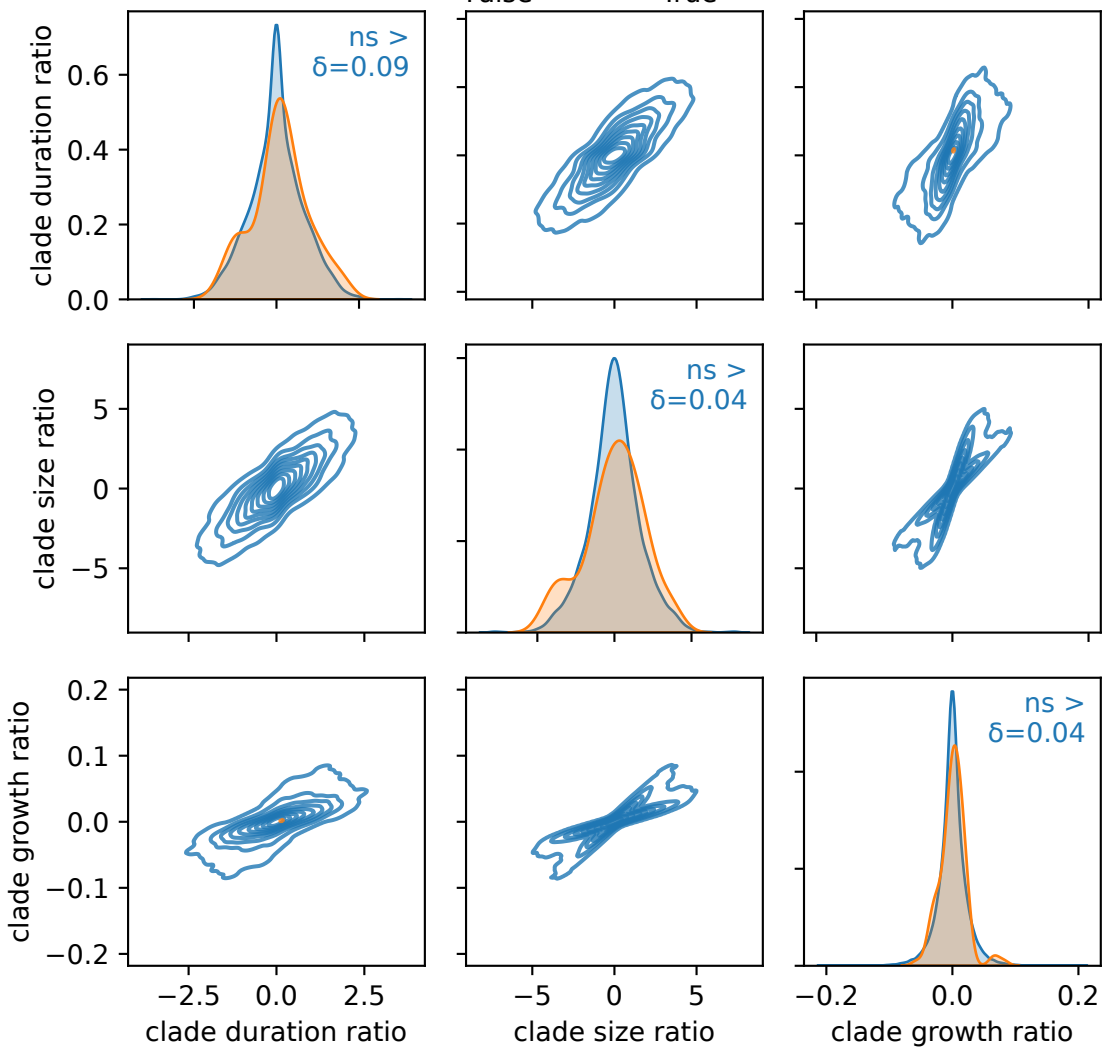 clade duration ratio
0.6
0.4
0.2
0.0
ns >
δ=0.09
clade size ratio
5
0
−5
ns >
δ=0.04
clade growth ratio
0.2
0.1
0.0
−0.1
−0.2
ns >
δ=0.04
−2.5 0.0 2.5
−5 0 5
−0.2 0.0 0.2
clade duration ratio
clade size ratio
clade growth ratio